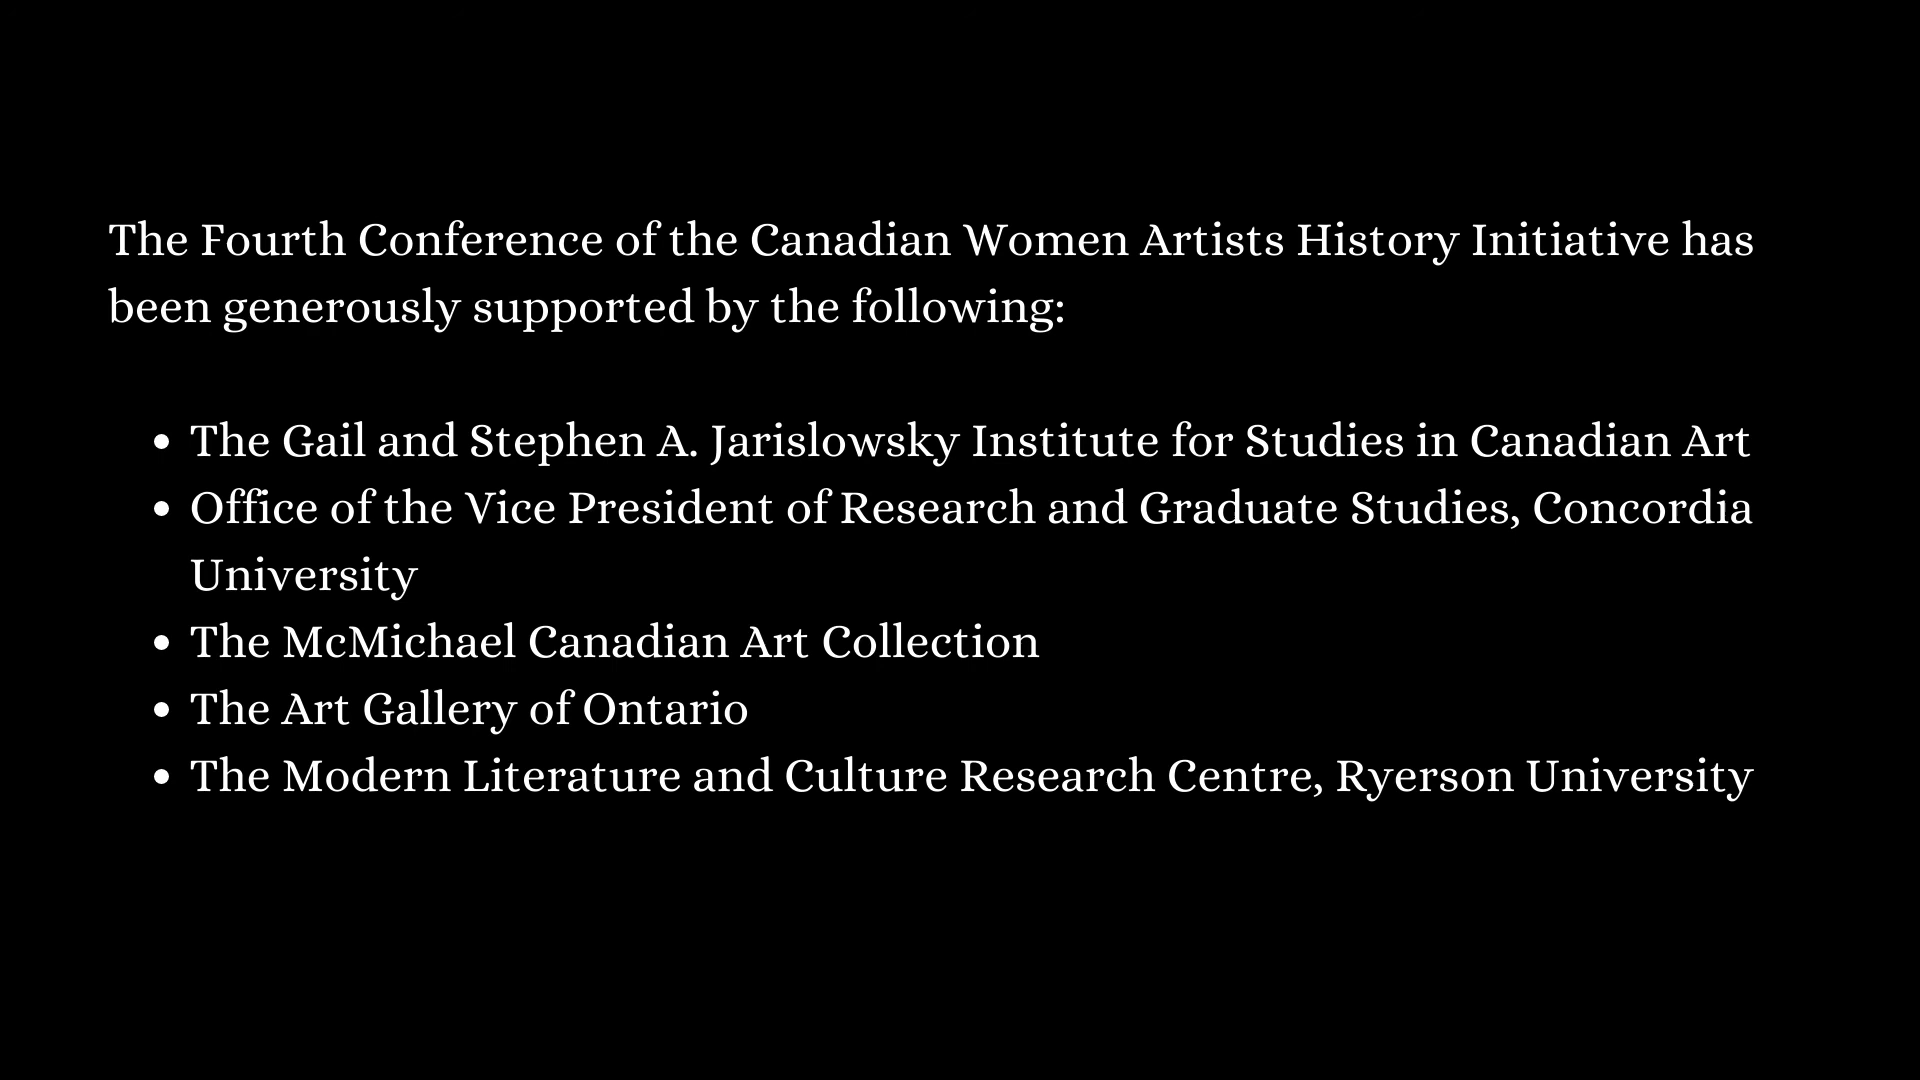 The Fourth Conference of the Canadian Women Artists History Initiative has
been generously supported by the following:
• The Gail and Stephen A. Jarislowsky Institute for Studies in Canadian Art
• Office of the Vice President of Research and Graduate Studies, Concordia
University
• The McMichael Canadian Art Collection
• The Art Gallery of Ontario
• The Modern Literature and Culture Research Centre, Ryerson University